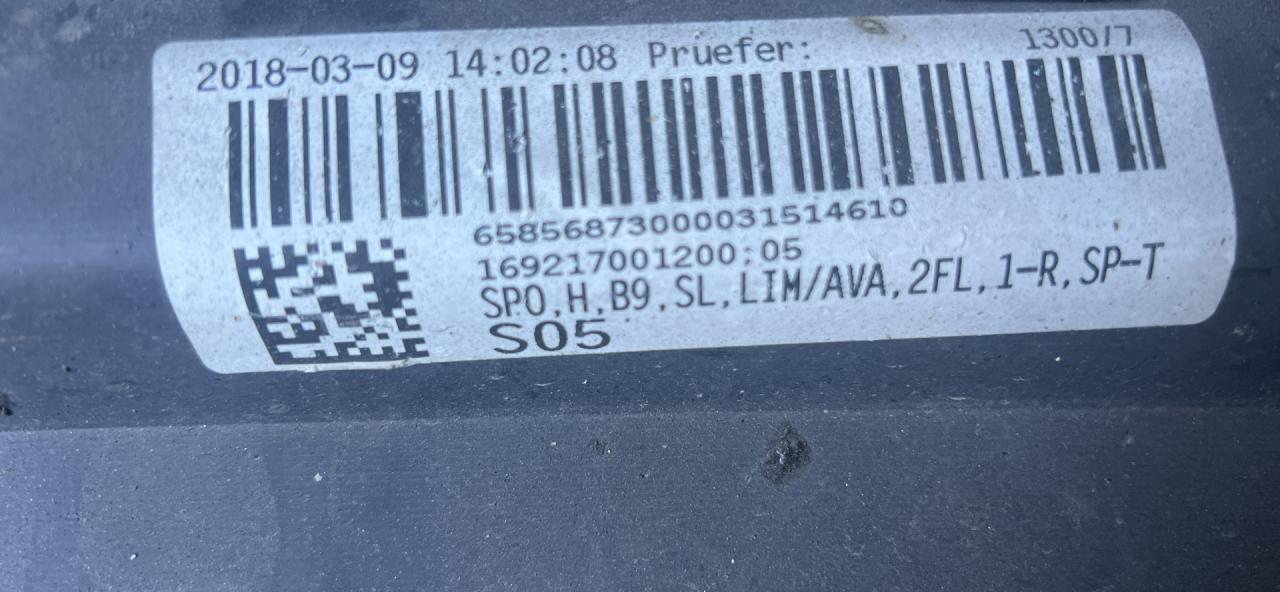 2018-03-09 14:02:08 Pruefer: 1300/7
65856873000031514610
169217001200:05
SPO,H,B9,SL,LIM/AVA,2FL,1-R,SP-T
S05